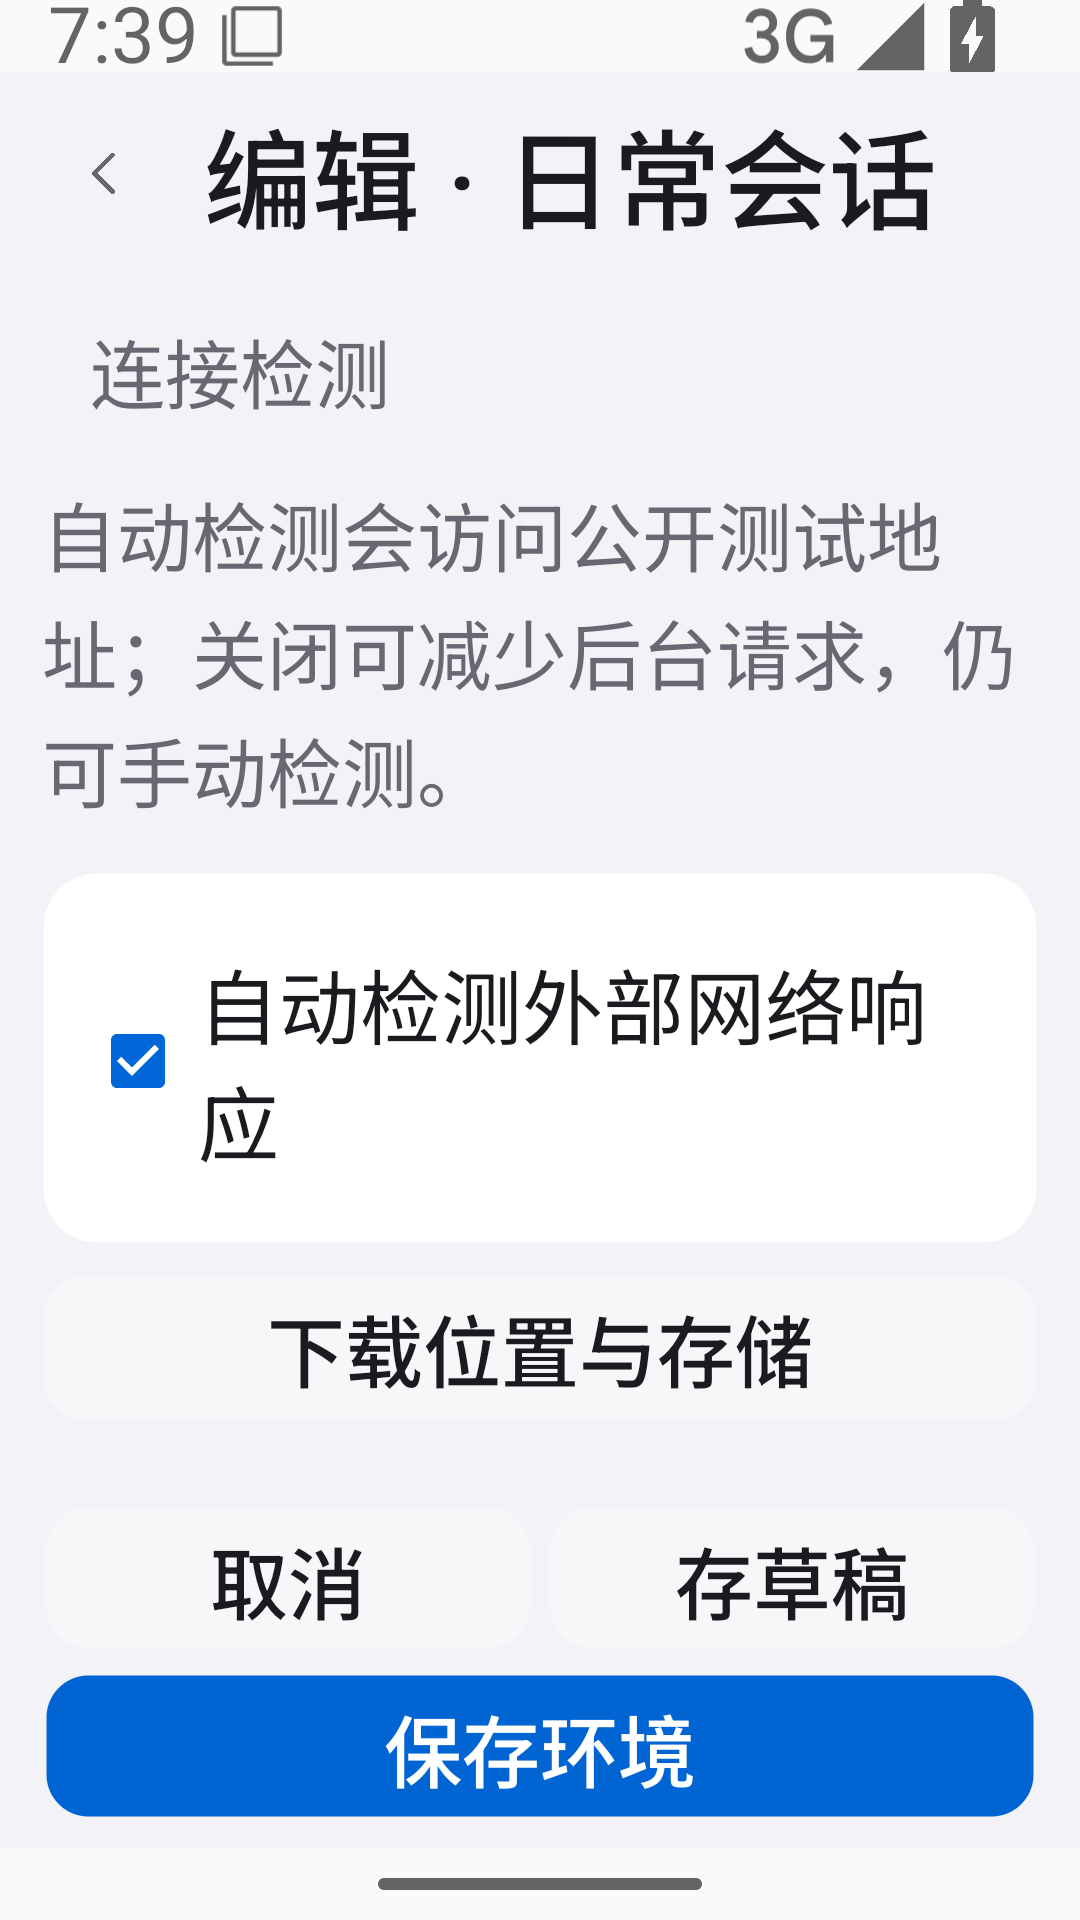 7:39 3G
编辑 · 日常会话
连接检测
自动检测会访问公开测试地
址；关闭可减少后台请求，仍
可手动检测。
自动检测外部网络响
应
下载位置与存储
取消 存草稿
保存环境